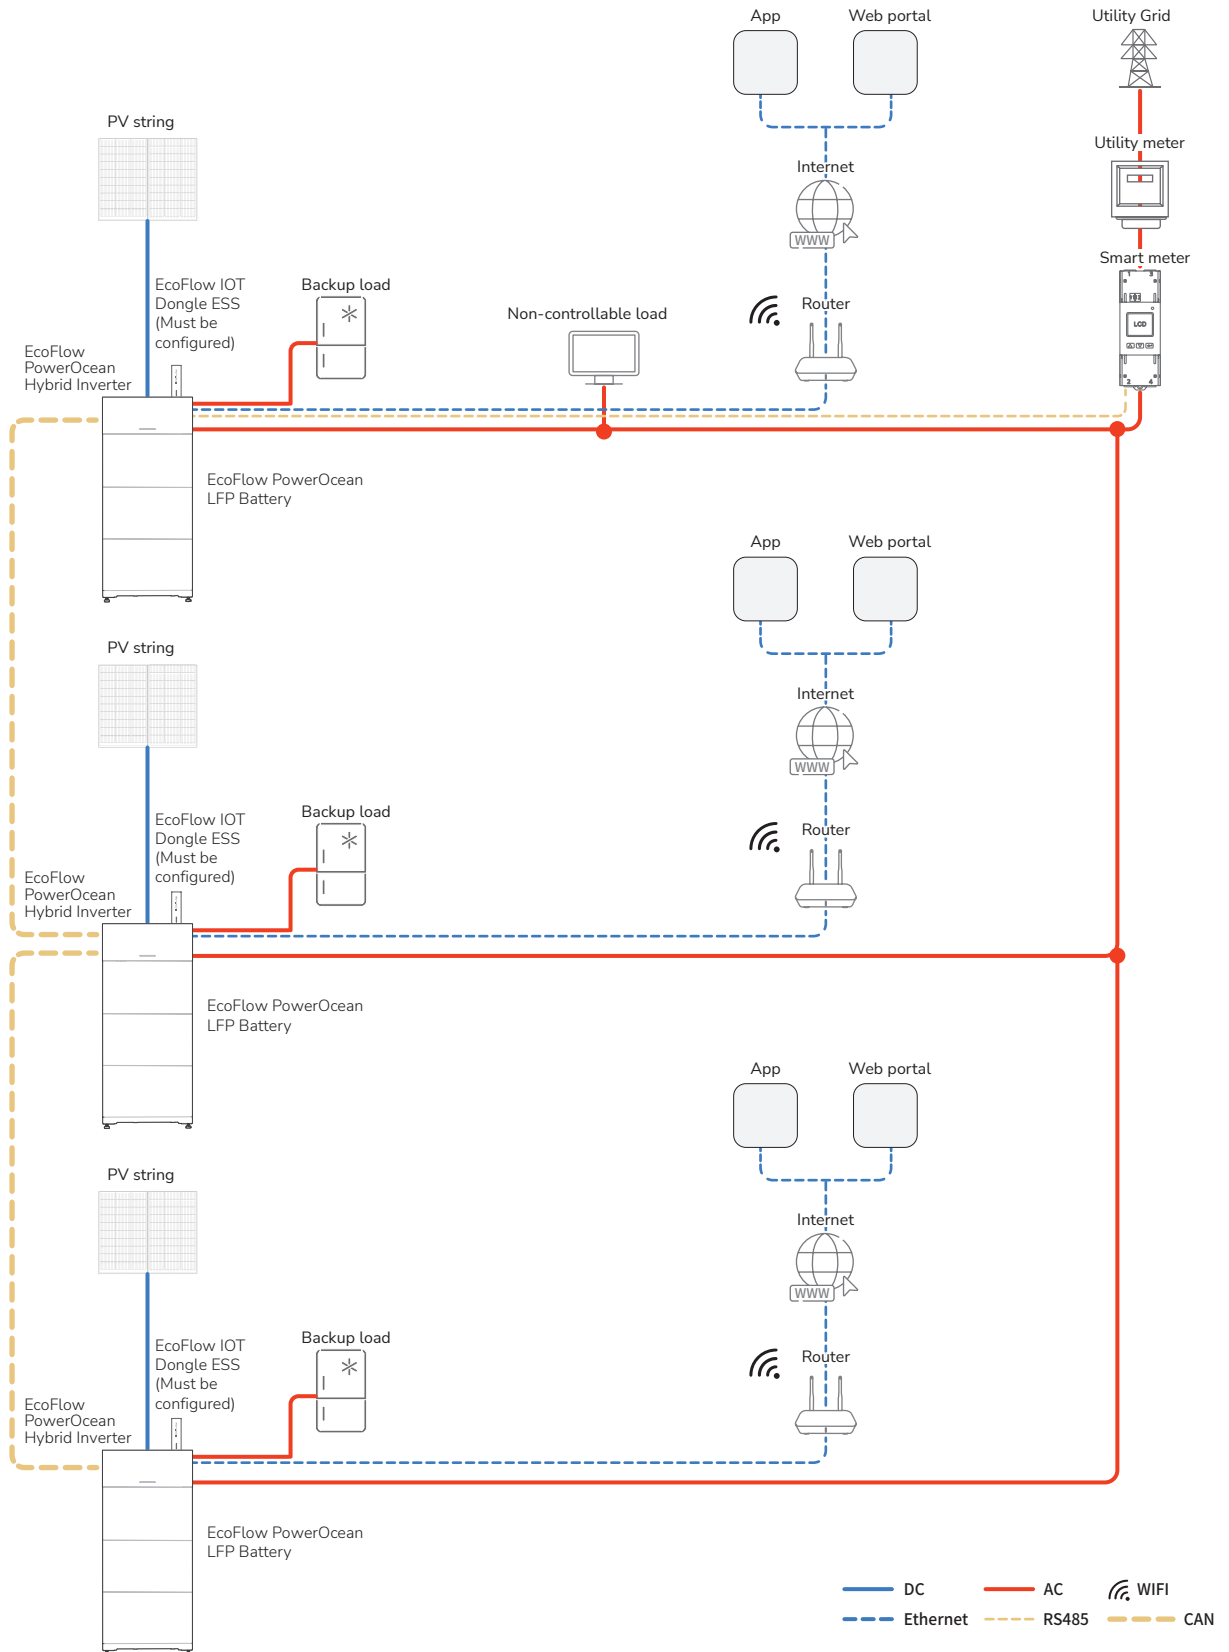 App
Web portal
Utility Grid
PV string
Utility meter
Internet
WWW
Smart meter
1 3
EcoFlow IOT
Dongle ESS
(Must be
configured)
Backup load
Non-controllable load
Router
LCD
2 4
EcoFlow
PowerOcean
Hybrid Inverter
EcoFlow PowerOcean
LFP Battery
App
Web portal
PV string
Internet
WWW
EcoFlow IOT
Dongle ESS
(Must be
configured)
Backup load
Router
EcoFlow
PowerOcean
Hybrid Inverter
EcoFlow PowerOcean
LFP Battery
App
Web portal
PV string
Internet
WWW
EcoFlow IOT
Dongle ESS
(Must be
configured)
Backup load
Router
EcoFlow
PowerOcean
Hybrid Inverter
EcoFlow PowerOcean
LFP Battery
DC
AC
WIFI
Ethernet
RS485
CAN